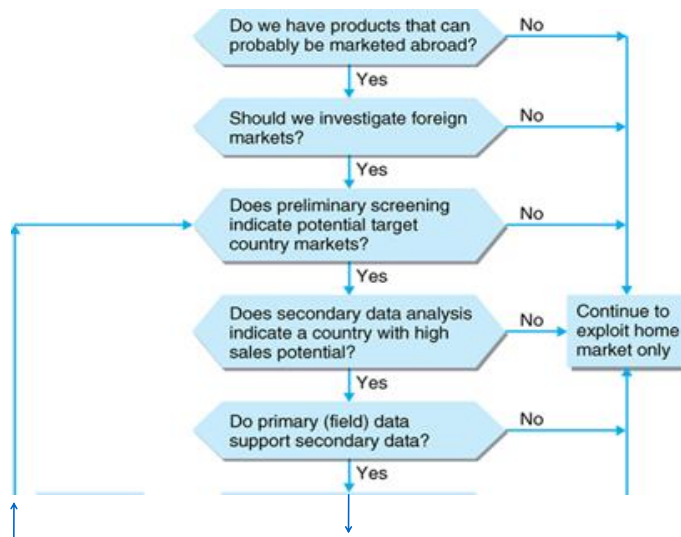 Do we have products that can
probably be marketed abroad?
No
Yes
Should we investigate foreign
markets?
No
Yes
Does preliminary screening
indicate potential target
country markets?
No
Yes
Does secondary data analysis
indicate a country with high
sales potential?
No
Continue to
exploit home
market only
Yes
Do primary (field) data
support secondary data?
No
Yes